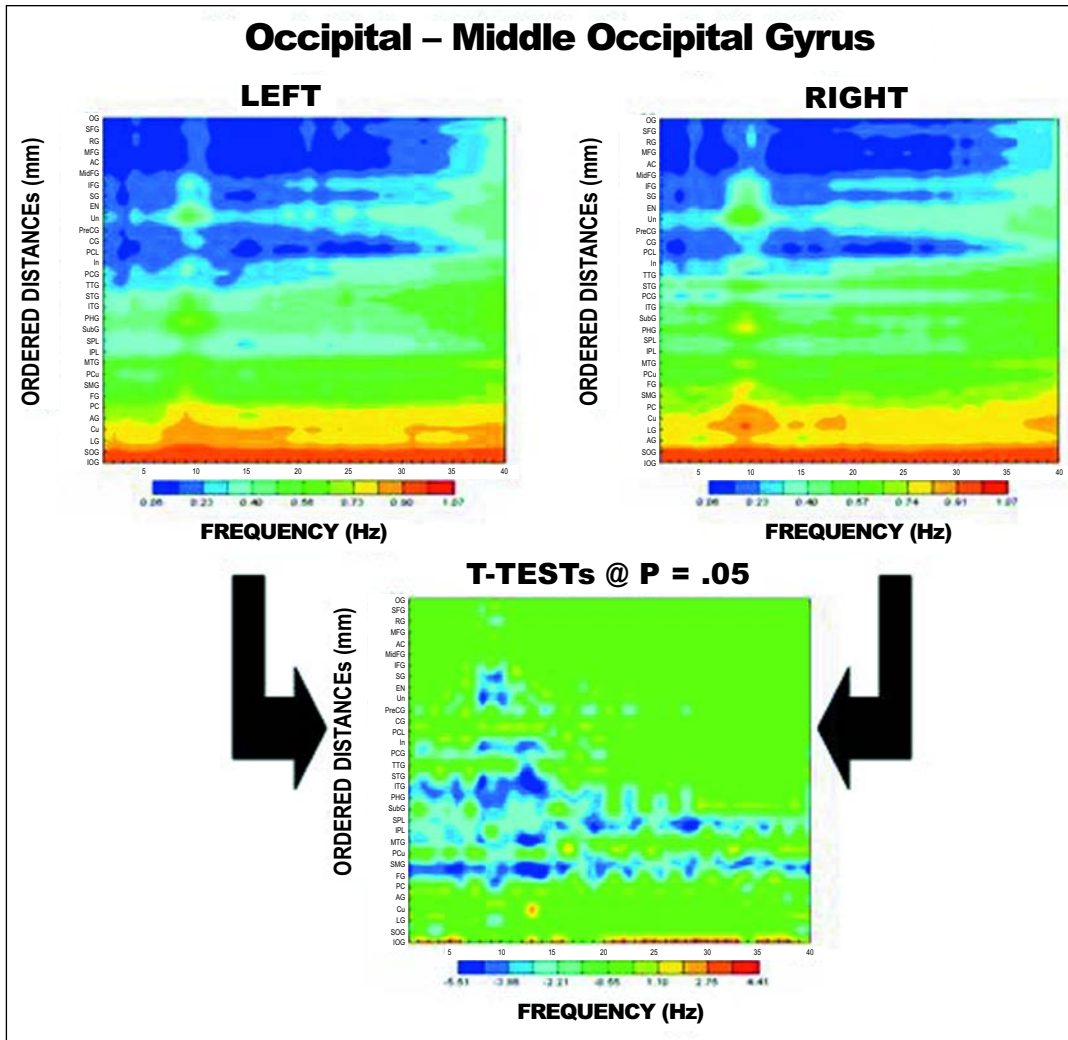 Occipital – Middle Occipital Gyrus
LEFT
ORDERED DISTANCEs (mm)
OG
SFG
RG
MFG
AC
MidFG
IFG
SG
EN
Un
PreCG
CG
PCL
In
PCG
TTG
STG
ITG
PHG
SubG
SPL
IPL
MTG
PCu
SMG
FG
PC
AG
Cu
LG
SOG
IOG
5 10 15 20 25 30 35 40
0.06 0.23 0.40 0.56 0.73 0.90 1.07
FREQUENCY (Hz)
RIGHT
ORDERED DISTANCEs (mm)
OG
SFG
RG
MFG
AC
MidFG
IFG
SG
EN
Un
PreCG
CG
PCL
In
TTG
STG
PCG
ITG
SubG
PHG
SPL
IPL
MTG
PCu
FG
SMG
PC
Cu
LG
AG
SOG
IOG
5 10 15 20 25 30 35 40
0.06 0.23 0.40 0.57 0.74 0.91 1.07
FREQUENCY (Hz)
T-TESTs @ P = .05
ORDERED DISTANCEs (mm)
OG
SFG
RG
MFG
AC
MidFG
IFG
SG
EN
Un
PreCG
CG
PCL
In
PCG
TTG
STG
ITG
PHG
SubG
SPL
IPL
MTG
PCu
SMG
FG
PC
AG
Cu
LG
SOG
IOG
5 10 15 20 25 30 35 40
-5.51 -3.86 -2.21 -0.55 1.10 2.75 4.41
FREQUENCY (Hz)